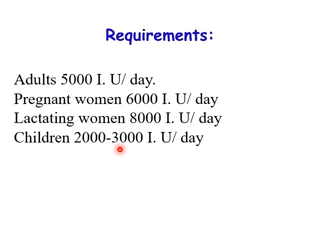 Requirements:
Adults 5000 I. U/ day.
Pregnant women 6000 I. U/ day
Lactating women 8000 I. U/ day
Children 2000-3000 I. U/ day